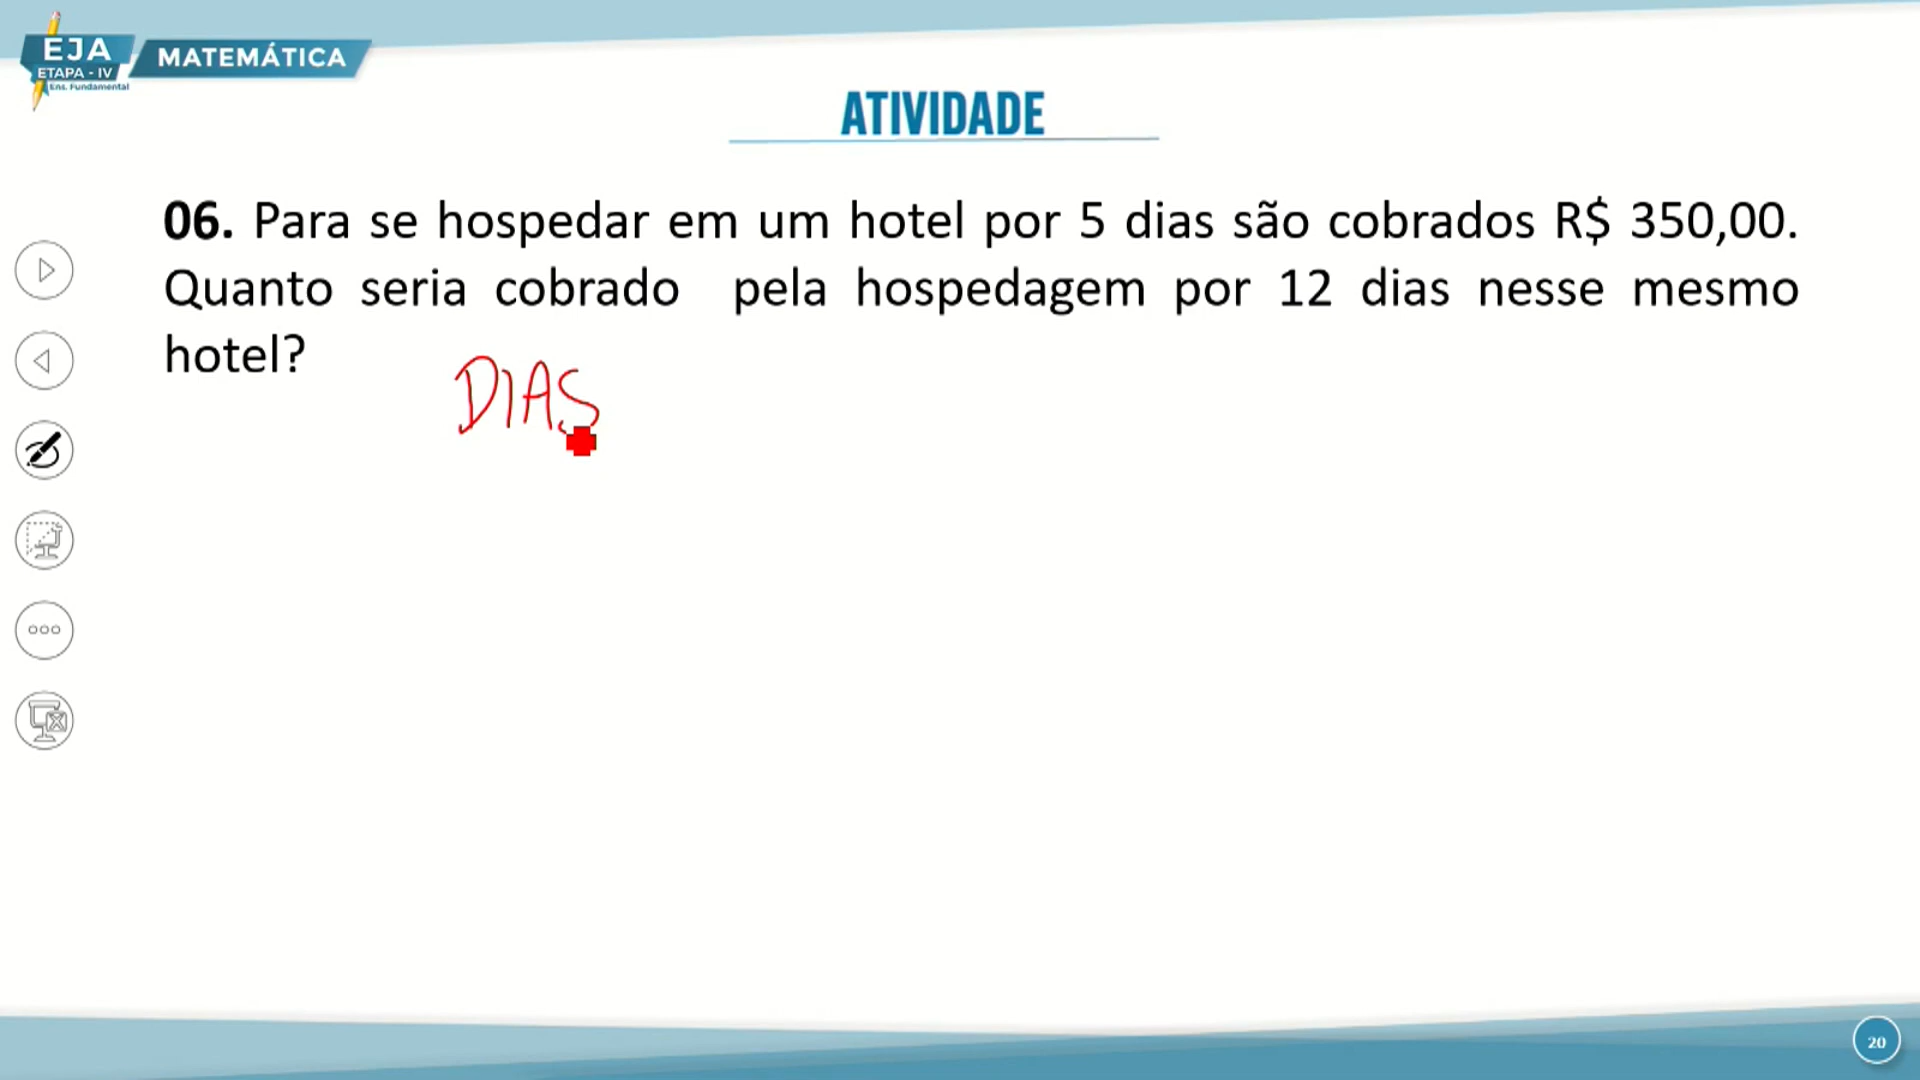 EJA
ETAPA - IV
Ens. Fundamental
MATEMÁTICA
ATIVIDADE
06. Para se hospedar em um hotel por 5 dias são cobrados R$ 350,00.
Quanto seria cobrado pela hospedagem por 12 dias nesse mesmo
hotel?
DIAS
20